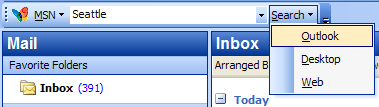 MSN Seattle Search
Outlook
Desktop
Web
Mail
Favorite Folders
Inbox (391)
Inbox
Arranged B
Today